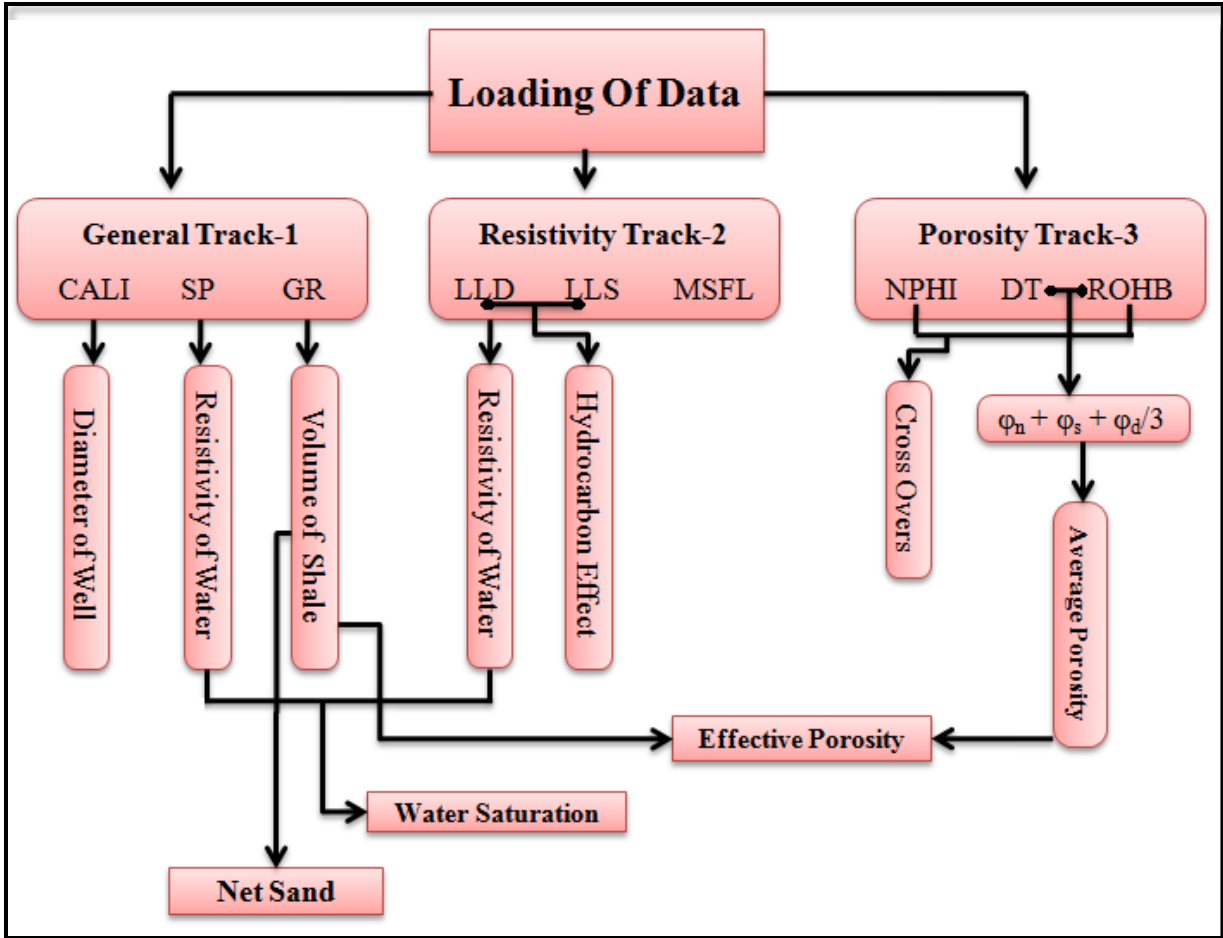 Loading Of Data
General Track-1
CALI SP GR
Resistivity Track-2
LLD LLS MSFL
Porosity Track-3
NPHI DT ROHB
Diameter of Well
Resistivity of Water
Volume of Shale
Resistivity of Water
Hydrocarbon Effect
Cross Overs
φn + φs + φd/3
Average Porosity
Effective Porosity
Water Saturation
Net Sand